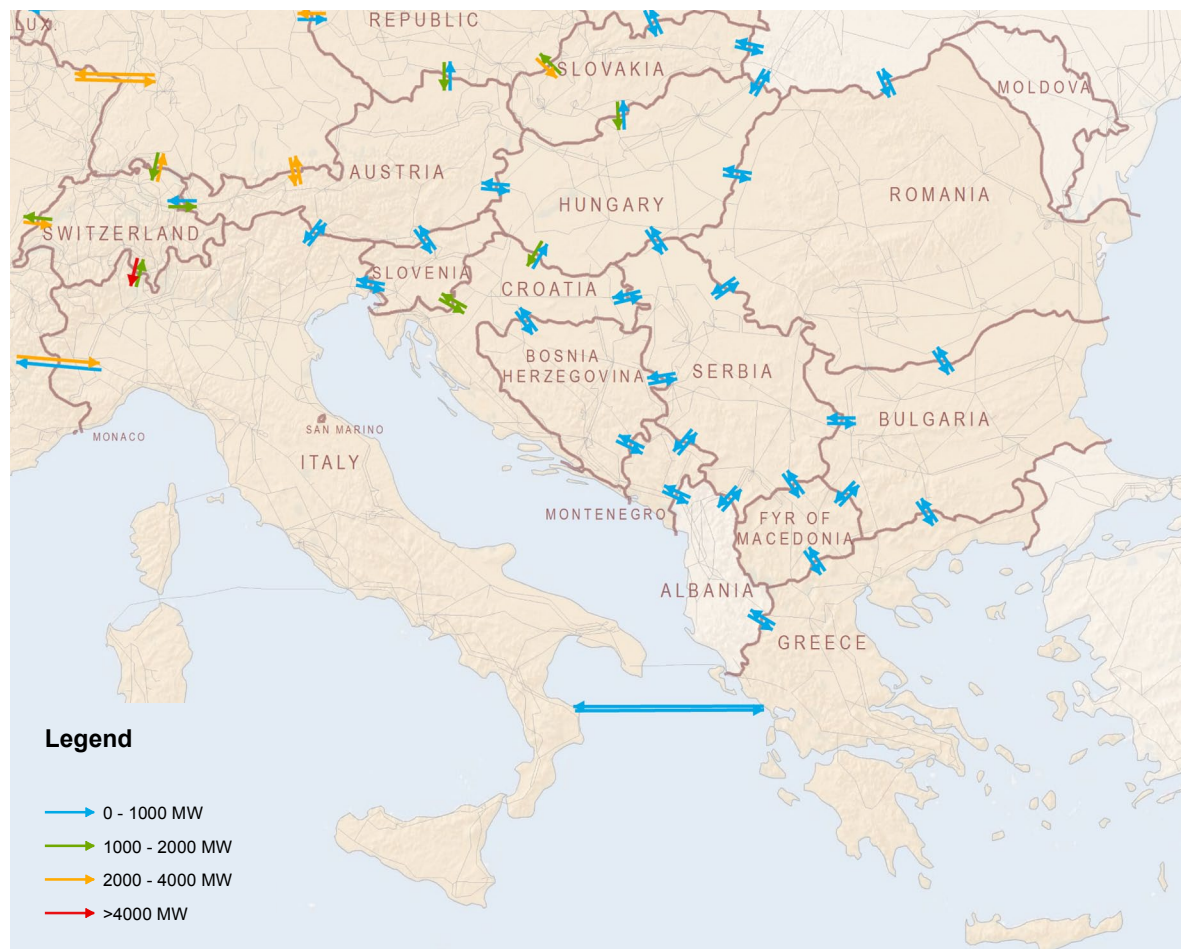 REPUBLIC
LUX.
SLOVAKIA
MOLDOVA
AUSTRIA
ROMANIA
HUNGARY
SWITZERLAND
SLOVENIA
CROATIA
BOSNIA
HERZEGOVINA
SERBIA
BULGARIA
MONACO
SAN MARINO
ITALY
MONTENEGRO
FYR OF
MACEDONIA
ALBANIA
GREECE
Legend
0 - 1000 MW
1000 - 2000 MW
2000 - 4000 MW
>4000 MW